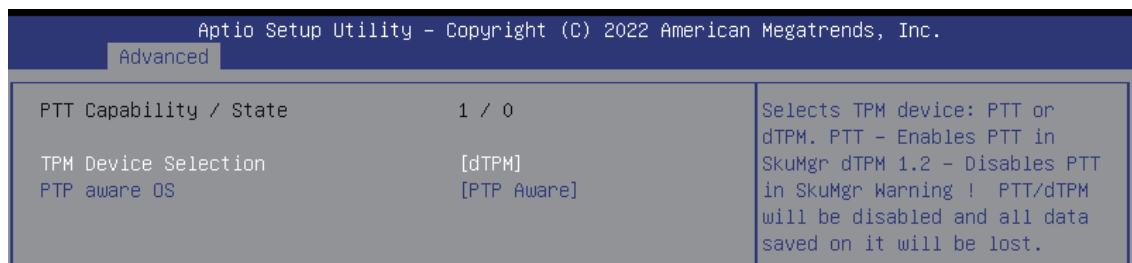 Aptio Setup Utility – Copyright (C) 2022 American Megatrends, Inc.
Advanced
PTT Capability / State 1 / 0
TPM Device Selection [dTPM]
PTP aware OS [PTP Aware]
Selects TPM device: PTT or
dTPM. PTT – Enables PTT in
SkuMgr dTPM 1.2 – Disables PTT
in SkuMgr Warning ! PTT/dTPM
will be disabled and all data
saved on it will be lost.